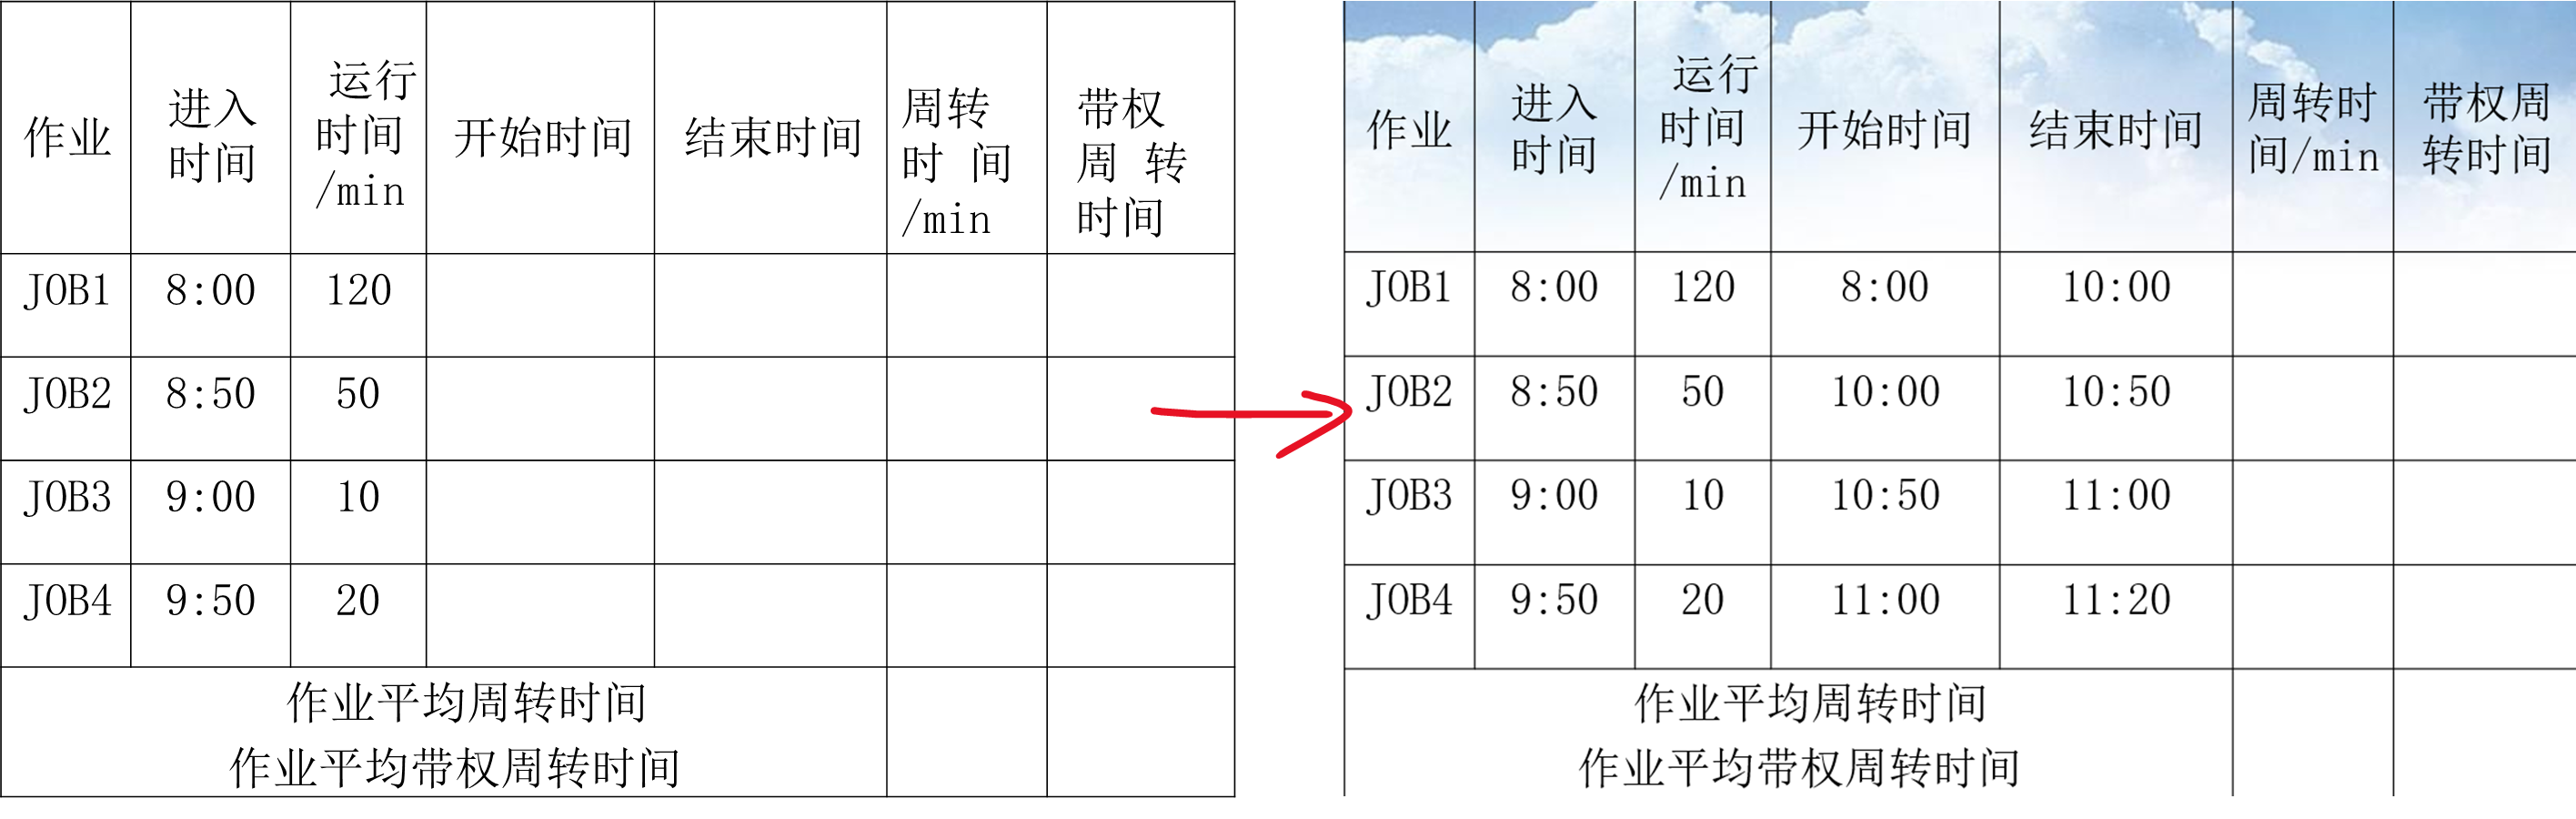 作业 进入时间 运行时间/min 开始时间 结束时间 周转时 间/min 带权周 转时间
JOB1 8:00 120
JOB2 8:50 50
JOB3 9:00 10
JOB4 9:50 20
作业平均周转时间
作业平均带权周转时间
作业 进入时间 运行时间/min 开始时间 结束时间 周转时间/min 带权周转时间
JOB1 8:00 120 8:00 10:00
JOB2 8:50 50 10:00 10:50
JOB3 9:00 10 10:50 11:00
JOB4 9:50 20 11:00 11:20
作业平均周转时间
作业平均带权周转时间